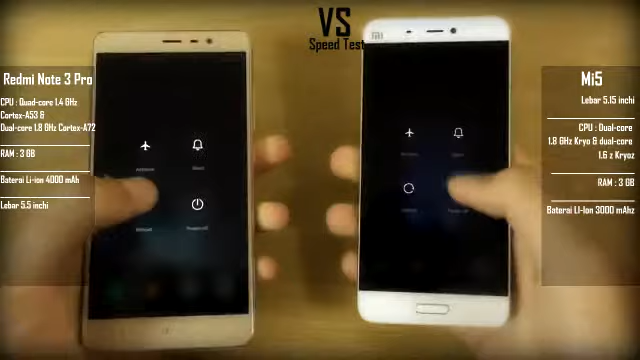 VS
Speed Test
Redmi Note 3 Pro
CPU : Quad-core 1.4 GHz
Cortex-A53 &
Dual-core 1.8 GHz Cortex-A72
RAM : 3 GB
Baterai Li-ion 4000 mAh
Lebar 5.5 inchi
MI
Mi5
Lebar 5.15 inchi
CPU : Dual-core
1.8 GHz Kryo & dual-core
1.6 z Kryoz
RAM : 3 GB
Baterai LI-Ion 3000 mAhz